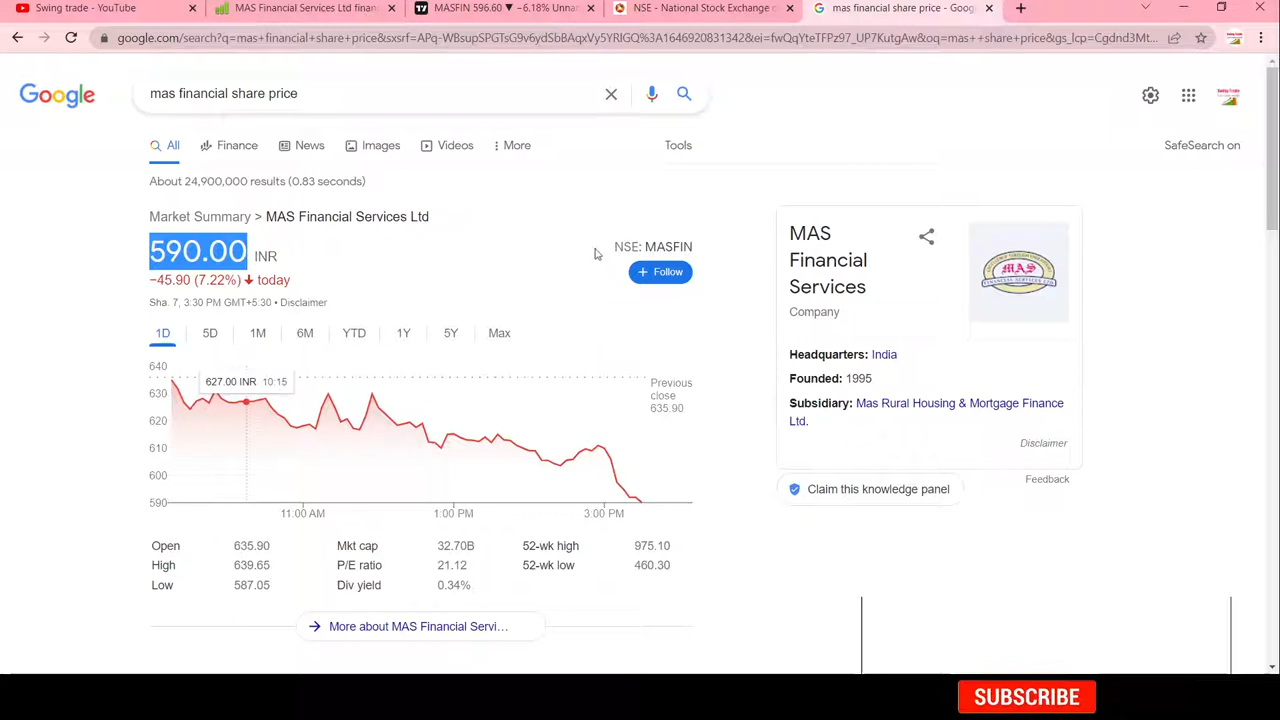 Swing trade - YouTube
MAS Financial Services Ltd finan
MASFIN 596.60 ▼ −6.18% Unnan
NSE - National Stock Exchange o
mas financial share price - Goog
google.com/search?q=mas+financial+share+price&sxsrf=APq-WBsupSPGTsG9v6ydSbBAqxVy5YRIGQ%3A1646920831342&ei=fwQqYteTFPz97_UP7KutgAw&oq=mas++share+price&gs_lcp=Cgdnd3Mt...
Google
mas financial share price
All
Finance
News
Images
Videos
More
Tools
SafeSearch on
About 24,900,000 results (0.83 seconds)
Market Summary > MAS Financial Services Ltd
590.00 INR
NSE: MASFIN
−45.90 (7.22%) today
+ Follow
Sha. 7, 3:30 PM GMT+5:30 • Disclaimer
1D 5D 1M 6M YTD 1Y 5Y Max
640
630
620
610
600
590
627.00 INR 10:15
Previous
close
635.90
11:00 AM 1:00 PM 3:00 PM
Open 635.90 Mkt cap 32.70B 52-wk high 975.10
High 639.65 P/E ratio 21.12 52-wk low 460.30
Low 587.05 Div yield 0.34%
More about MAS Financial Servi...
MAS
Financial
Services
Company
MAS
FINANCIAL SERVICES LTD.
Headquarters: India
Founded: 1995
Subsidiary: Mas Rural Housing & Mortgage Finance
Ltd.
Disclaimer
Feedback
Claim this knowledge panel
SUBSCRIBE